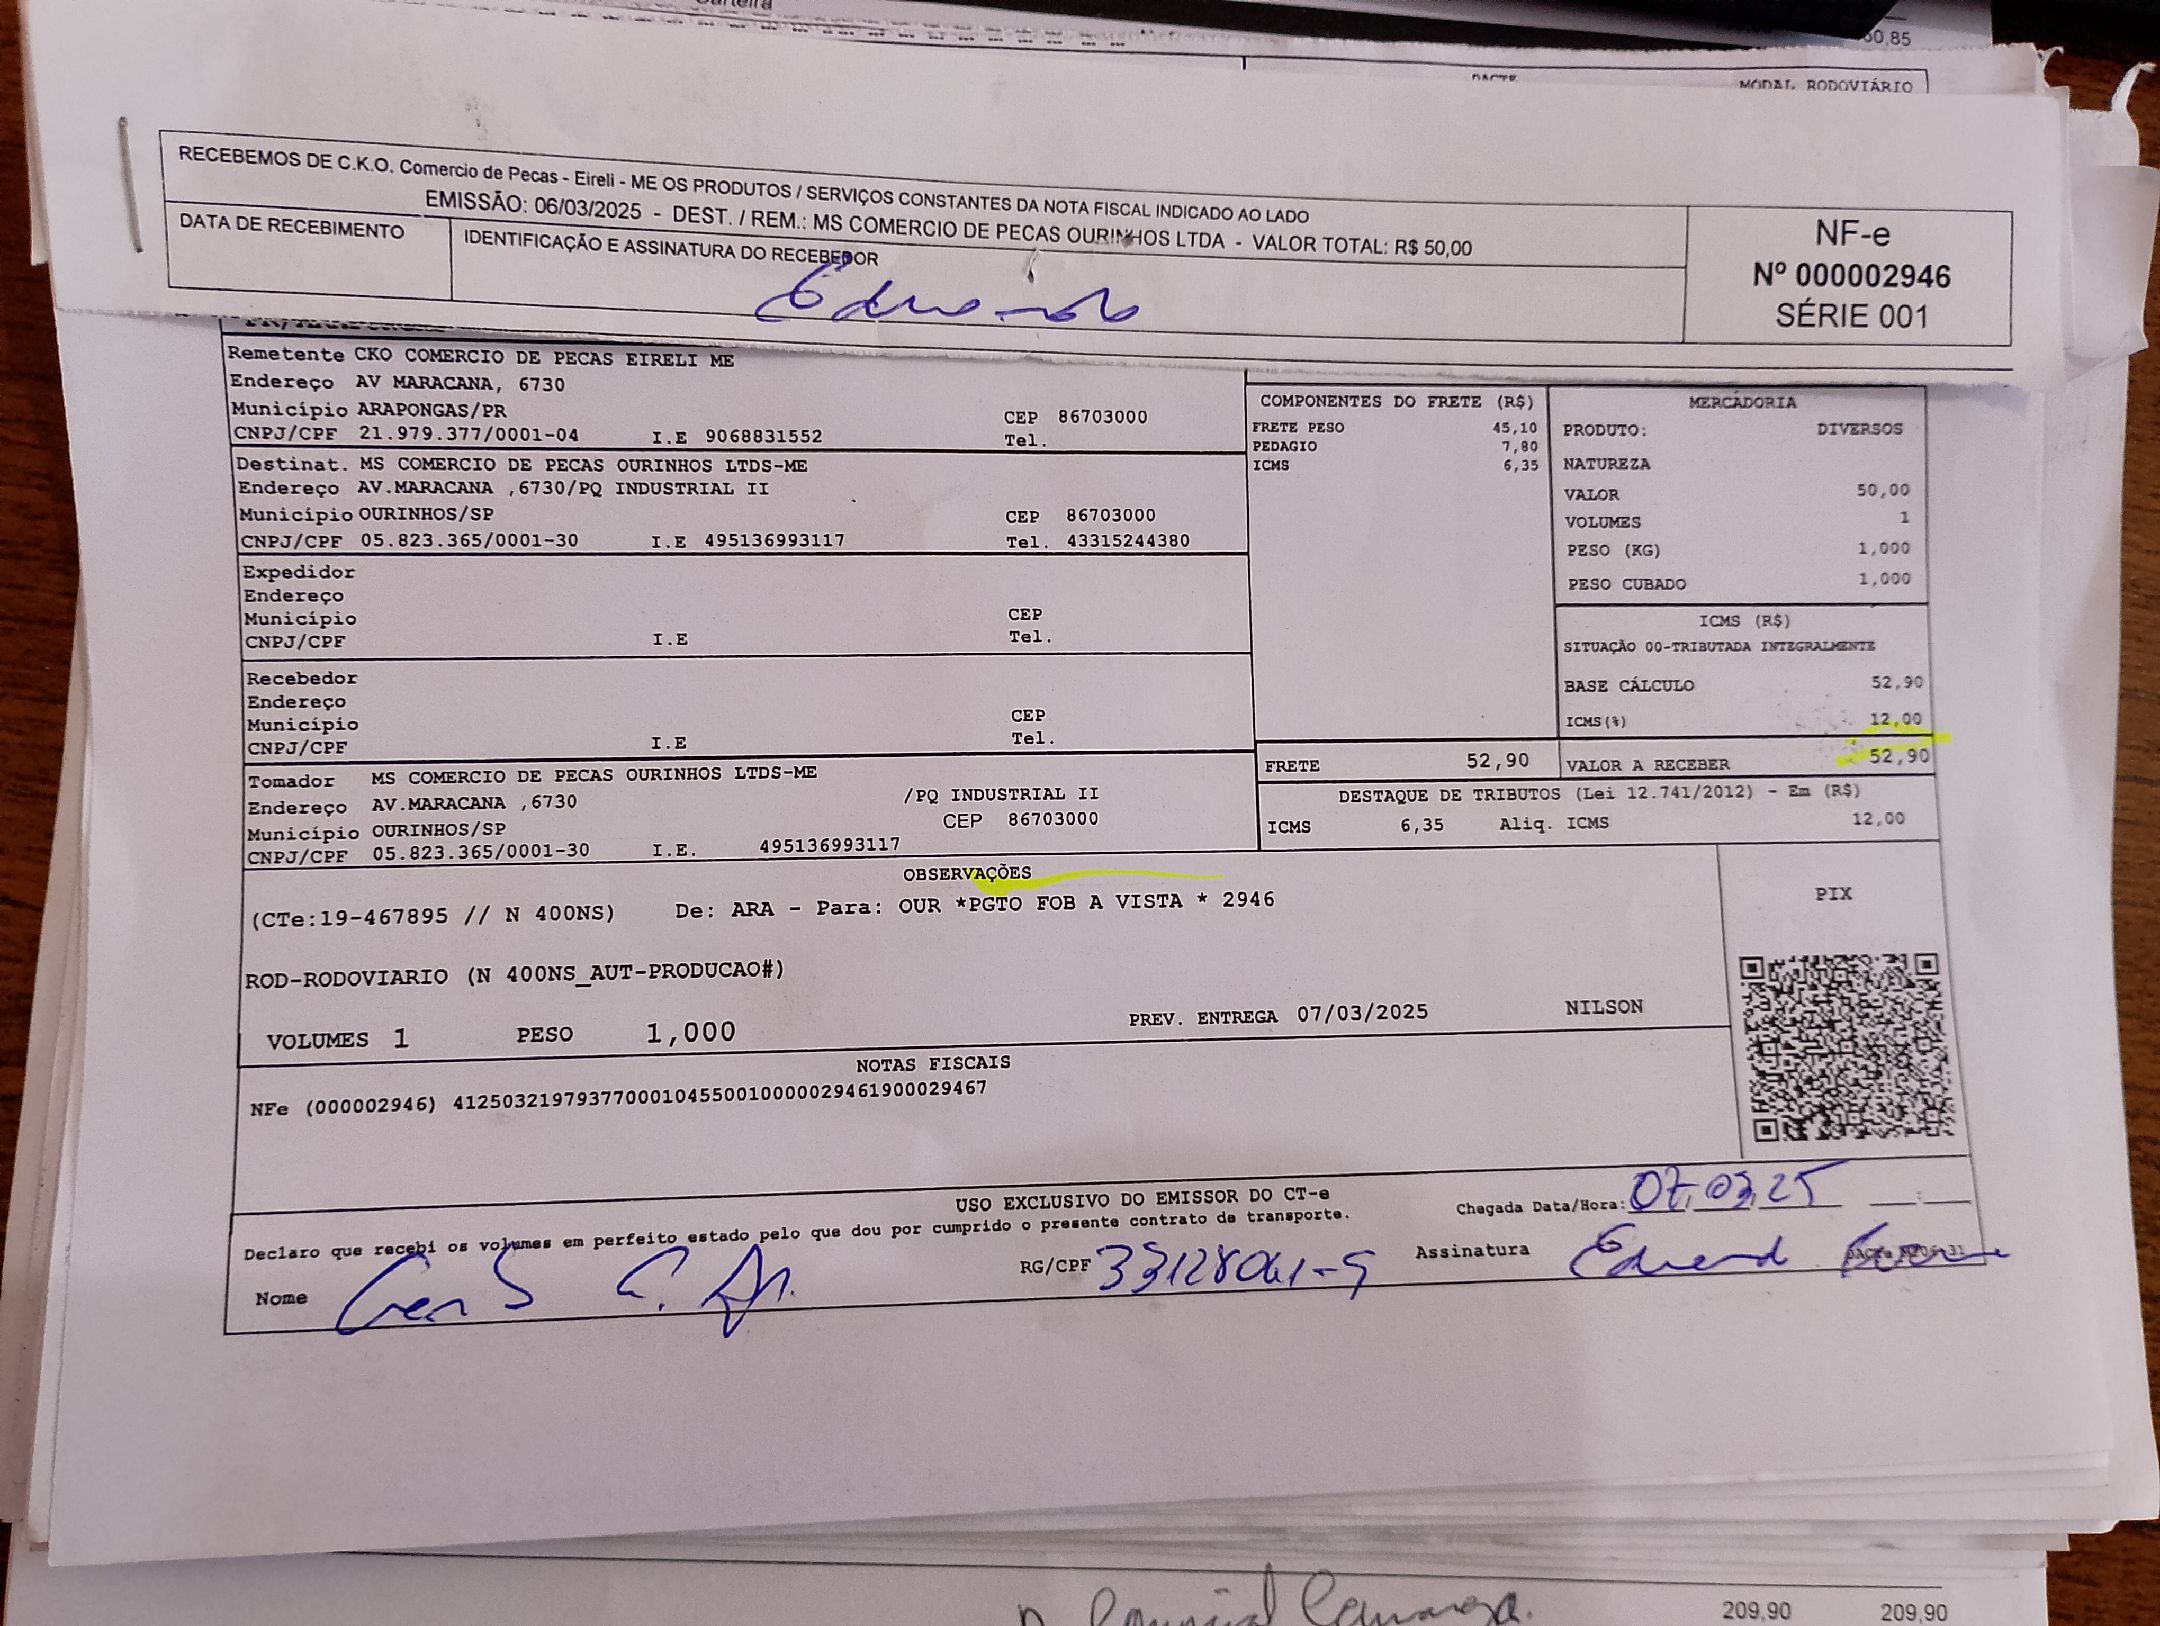 60,85
DACTE
MODAL RODOVIÁRIO
RECEBEMOS DE C.K.O. Comercio de Pecas - Eireli - ME OS PRODUTOS / SERVIÇOS CONSTANTES DA NOTA FISCAL INDICADO AO LADO
EMISSÃO: 06/03/2025 - DEST. / REM.: MS COMERCIO DE PECAS OURINHOS LTDA - VALOR TOTAL: R$ 50,00
DATA DE RECEBIMENTO
IDENTIFICAÇÃO E ASSINATURA DO RECEBEDOR
Eduardo
NF-e
Nº 000002946
SÉRIE 001
Remetente CKO COMERCIO DE PECAS EIRELI ME
Endereço AV MARACANA, 6730
Município ARAPONGAS/PR CEP 86703000
CNPJ/CPF 21.979.377/0001-04 I.E 9068831552 Tel.
Destinat. MS COMERCIO DE PECAS OURINHOS LTDS-ME
Endereço AV.MARACANA ,6730/PQ INDUSTRIAL II
Município OURINHOS/SP CEP 86703000
CNPJ/CPF 05.823.365/0001-30 I.E 495136993117 Tel. 43315244380
Expedidor
Endereço
Município CEP
CNPJ/CPF I.E Tel.
Recebedor
Endereço
Município CEP
CNPJ/CPF I.E Tel.
Tomador MS COMERCIO DE PECAS OURINHOS LTDS-ME
Endereço AV.MARACANA ,6730 /PQ INDUSTRIAL II
Município OURINHOS/SP CEP 86703000
CNPJ/CPF 05.823.365/0001-30 I.E. 495136993117
COMPONENTES DO FRETE (R$)
FRETE PESO 45,10
PEDAGIO 7,80
ICMS 6,35
MERCADORIA
PRODUTO: DIVERSOS
NATUREZA
VALOR 50,00
VOLUMES 1
PESO (KG) 1,000
PESO CUBADO 1,000
ICMS (R$)
SITUAÇÃO 00-TRIBUTADA INTEGRALMENTE
BASE CÁLCULO 52,90
ICMS(%) 12,00
FRETE 52,90 VALOR A RECEBER 52,90
DESTAQUE DE TRIBUTOS (Lei 12.741/2012) - Em (R$)
ICMS 6,35 Aliq. ICMS 12,00
OBSERVAÇÕES
(CTe:19-467895 // N 400NS) De: ARA - Para: OUR *PGTO FOB A VISTA * 2946
ROD-RODOVIARIO (N 400NS_AUT-PRODUCAO#)
VOLUMES 1 PESO 1,000 PREV. ENTREGA 07/03/2025 NILSON
PIX
NOTAS FISCAIS
NFe (000002946) 41250321979377000104550010000029461900029467
USO EXCLUSIVO DO EMISSOR DO CT-e
Declaro que recebi os volumes em perfeito estado pelo que dou por cumprido o presente contrato de transporte.
Chegada Data/Hora: 07.03.25
Nome
RG/CPF 33128041-5
Assinatura Eduard
209,90 209,90